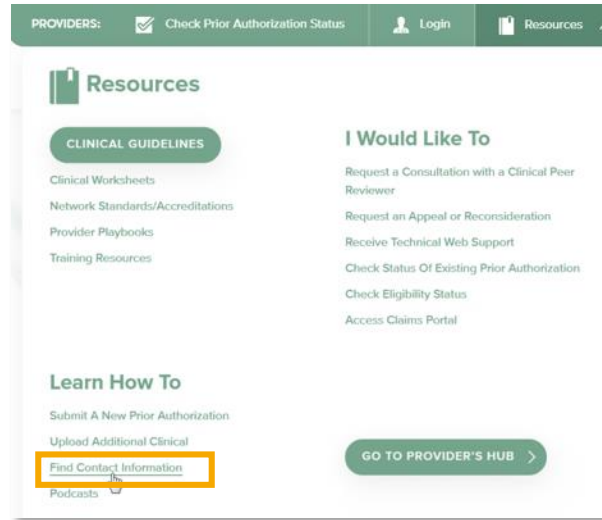 PROVIDERS: Check Prior Authorization Status Login Resources
Resources
CLINICAL GUIDELINES
Clinical Worksheets
Network Standards/Accreditations
Provider Playbooks
Training Resources
I Would Like To
Request a Consultation with a Clinical Peer
Reviewer
Request an Appeal or Reconsideration
Receive Technical Web Support
Check Status Of Existing Prior Authorization
Check Eligibility Status
Access Claims Portal
Learn How To
Submit A New Prior Authorization
Upload Additional Clinical
Find Contact Information
Podcasts
GO TO PROVIDER'S HUB